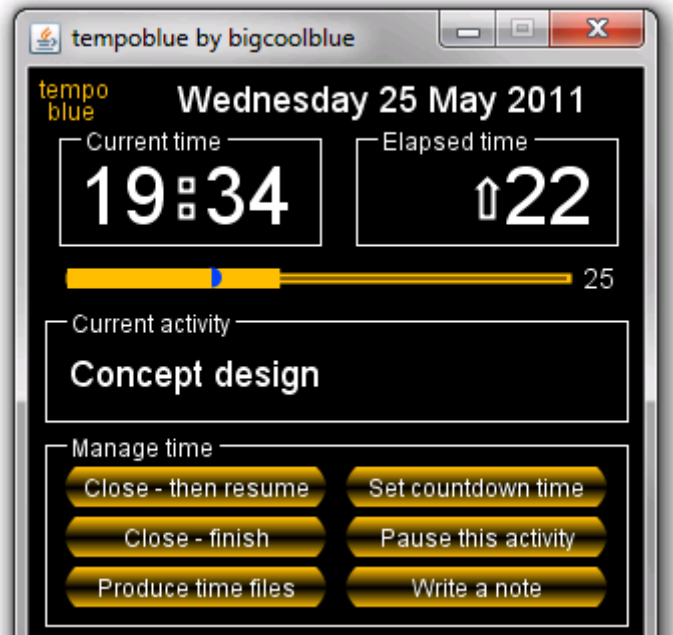 tempoblue by bigcoolblue
tempo
blue
Wednesday 25 May 2011
Current time
Elapsed time
19:34
⇧22
25
Current activity
Concept design
Manage time
Close - then resume
Set countdown time
Close - finish
Pause this activity
Produce time files
Write a note